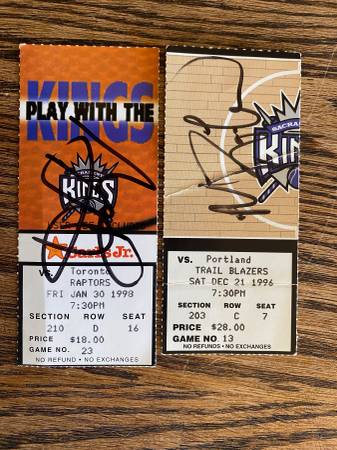 KINGS
PLAY WITH THE
KINGS
Carl's Jr.
VS. Toronto
RAPTORS
FRI JAN 30 1998
7:30PM
SECTION ROW SEAT
210 D 16
PRICE $18.00
GAME NO. 23
NO REFUND • NO EXCHANGES
SACRAMENTO
KINGS
VS. Portland
TRAIL BLAZERS
SAT DEC 21 1996
7:30PM
SECTION ROW SEAT
203 C 7
PRICE $28.00
GAME NO. 13
NO REFUNDS • NO EXCHANGES